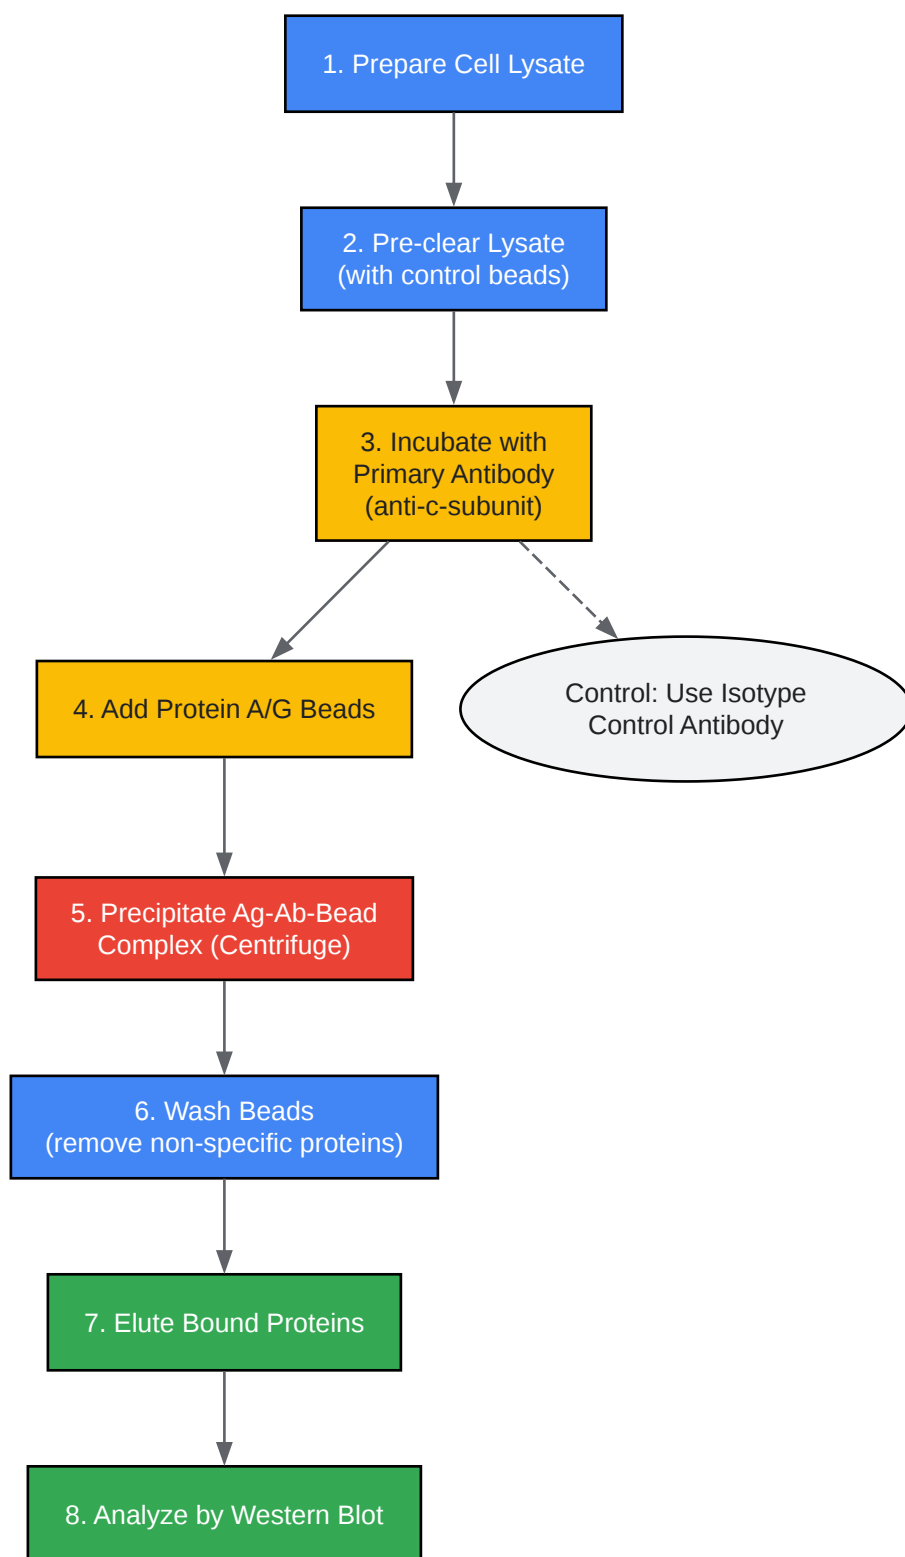 1. Prepare Cell Lysate
2. Pre-clear Lysate
(with control beads)
3. Incubate with
Primary Antibody
(anti-c-subunit)
4. Add Protein A/G Beads
Control: Use Isotype
Control Antibody
5. Precipitate Ag-Ab-Bead
Complex (Centrifuge)
6. Wash Beads
(remove non-specific proteins)
7. Elute Bound Proteins
8. Analyze by Western Blot